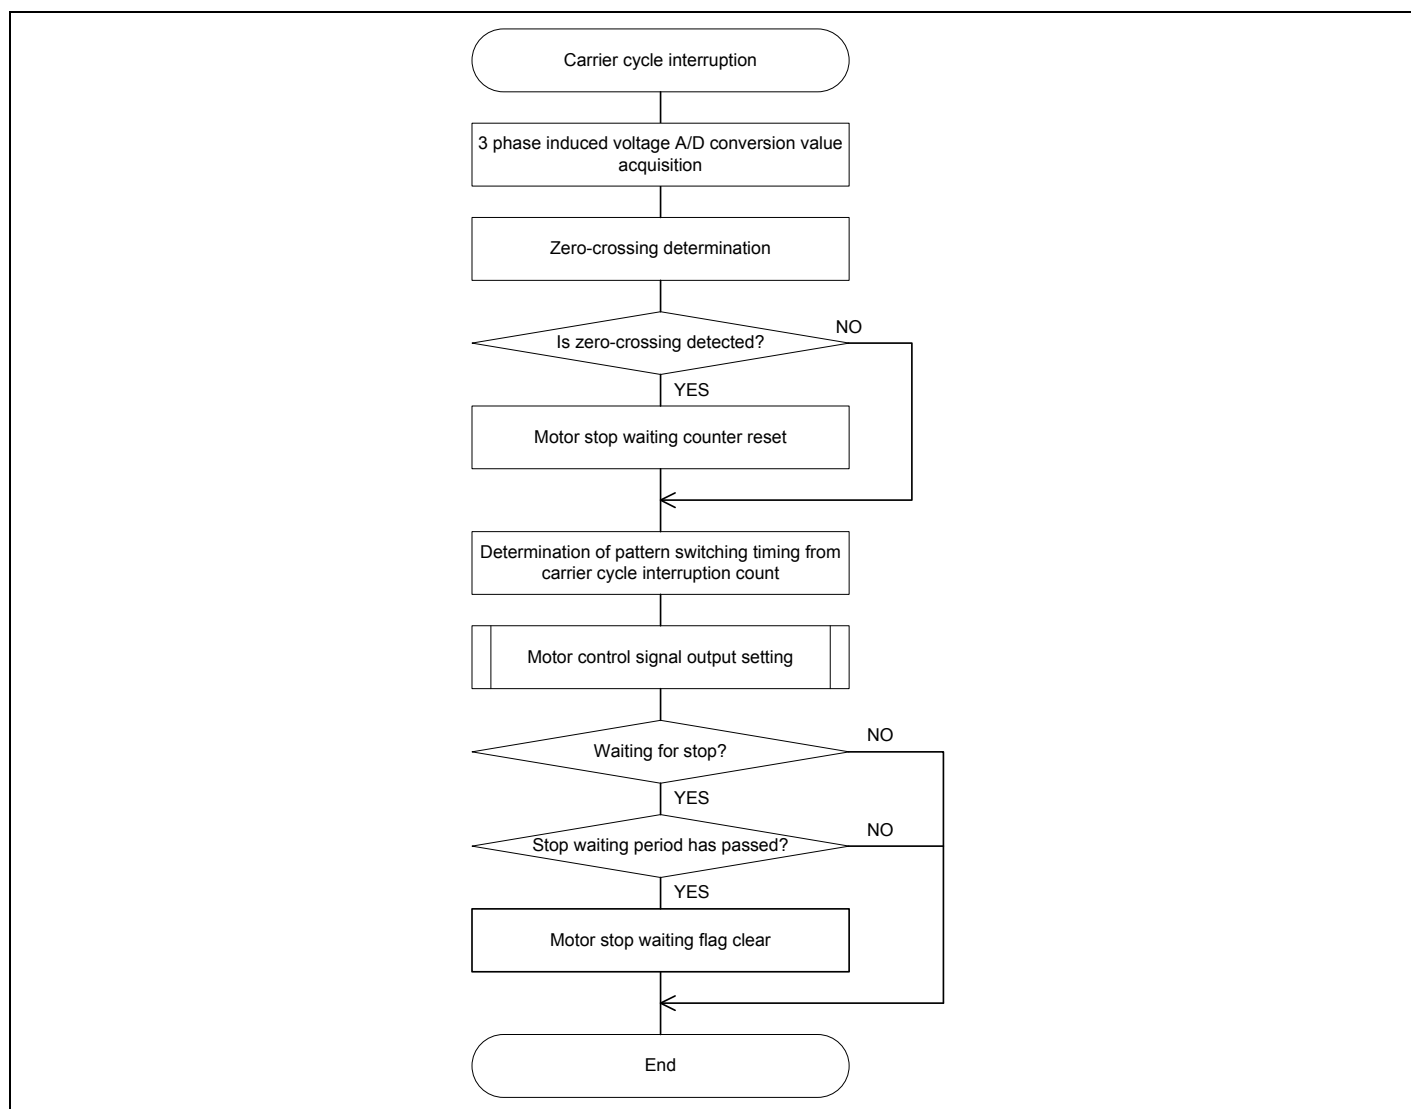 Carrier cycle interruption
3 phase induced voltage A/D conversion value
acquisition
Zero-crossing determination
Is zero-crossing detected?
NO
YES
Motor stop waiting counter reset
Determination of pattern switching timing from
carrier cycle interruption count
Motor control signal output setting
Waiting for stop?
NO
YES
Stop waiting period has passed?
NO
YES
Motor stop waiting flag clear
End